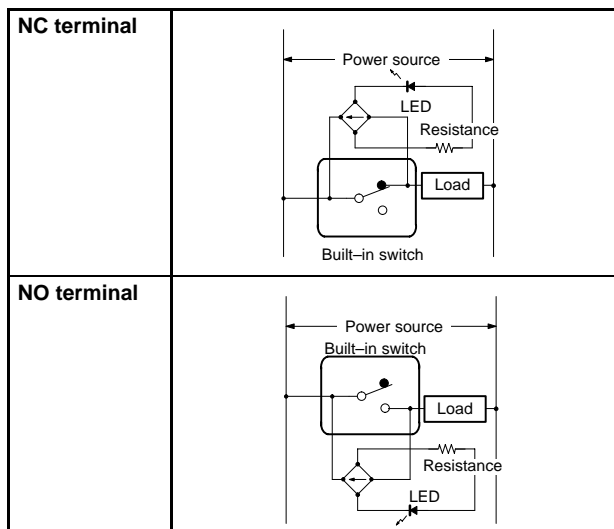 NC terminal
Power source
LED
Resistance
Load
Built–in switch
NO terminal
Power source
Built–in switch
Load
Resistance
LED